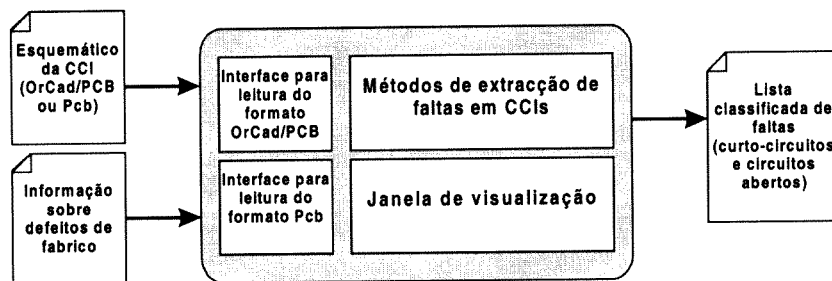 Esquemático
da CCI
(OrCad/PCB
ou Pcb)
Informação
sobre
defeitos de
fabrico
Interface para
leitura do
formato
OrCad/PCB
Métodos de extracção de
faltas em CCIs
Interface para
leitura do
formato Pcb
Janela de visualização
Lista
classificada de
faltas
(curto-circuitos
e circuitos
abertos)